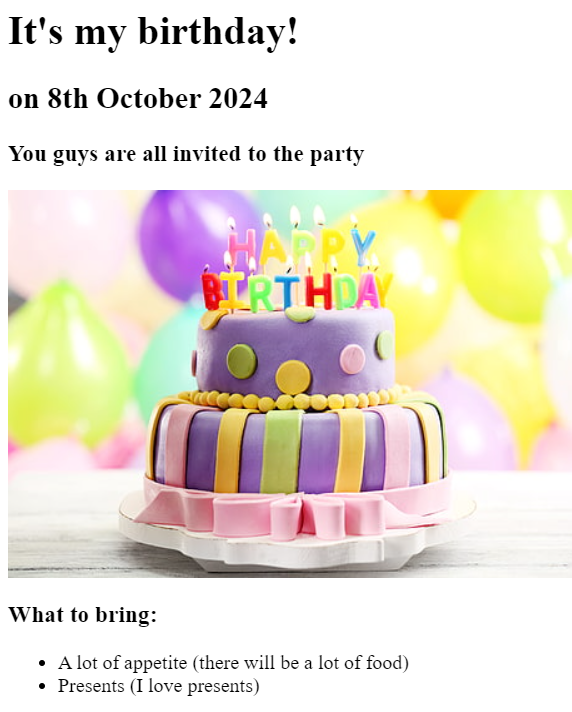 It's my birthday!
on 8th October 2024
You guys are all invited to the party
HAPPY
BIRTHDAY
What to bring:
A lot of appetite (there will be a lot of food)
Presents (I love presents)